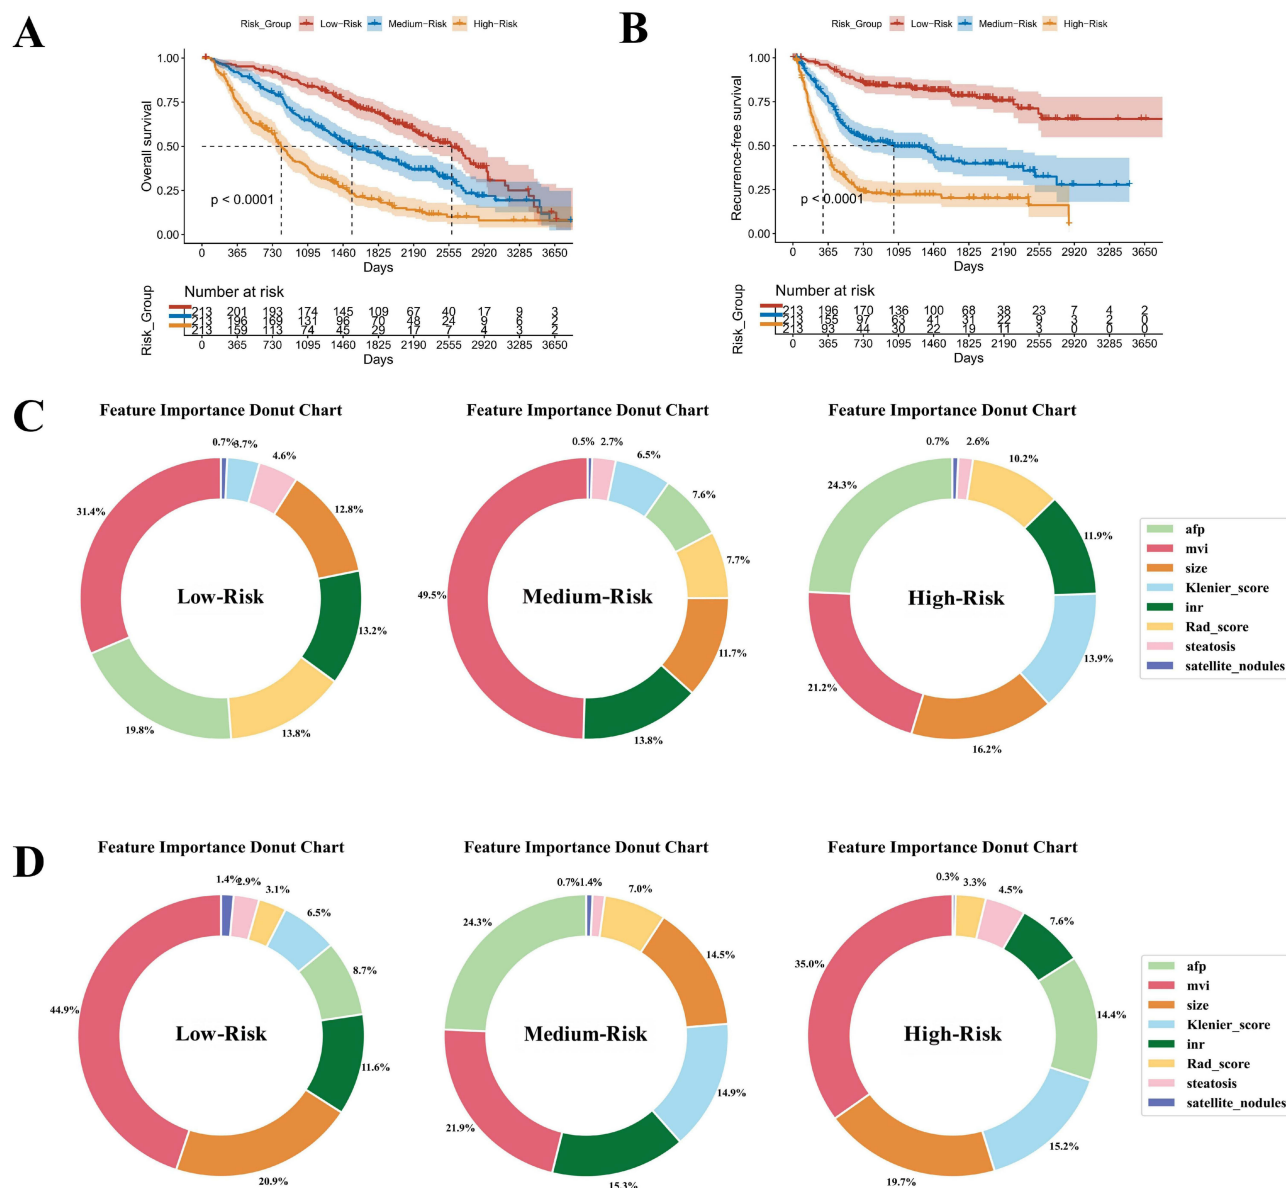 A
Risk_Group Low-Risk Medium-Risk High-Risk
Overall survival
1.00
0.75
0.50
0.25
0.00
p < 0.0001
0 365 730 1095 1460 1825 2190 2555 2920 3285 3650
Days
Number at risk
Risk_Group
213 201 193 174 145 109 67 40 17 9 3
213 196 169 131 96 70 48 24 9 6 2
213 159 113 74 45 29 17 7 4 3 2
0 365 730 1095 1460 1825 2190 2555 2920 3285 3650
Days
B
Risk_Group Low-Risk Medium-Risk High-Risk
Recurrence-free survival
1.00
0.75
0.50
0.25
0.00
p < 0.0001
0 365 730 1095 1460 1825 2190 2555 2920 3285 3650
Days
Number at risk
Risk_Group
213 196 170 136 100 68 38 23 7 4 2
213 155 97 63 41 31 22 9 3 2 0
213 93 44 30 22 19 11 3 0 0 0
0 365 730 1095 1460 1825 2190 2555 2920 3285 3650
Days
C
Feature Importance Donut Chart
0.7%
3.7%
4.6%
12.8%
13.2%
13.8%
19.8%
31.4%
Low-Risk
Feature Importance Donut Chart
0.5%
2.7%
6.5%
7.6%
7.7%
11.7%
13.8%
49.5%
Medium-Risk
Feature Importance Donut Chart
0.7%
2.6%
10.2%
11.9%
13.9%
16.2%
21.2%
24.3%
High-Risk
afp
mvi
size
Klenier_score
inr
Rad_score
steatosis
satellite_nodules
D
Feature Importance Donut Chart
1.4%
2.9%
3.1%
6.5%
8.7%
11.6%
20.9%
44.9%
Low-Risk
Feature Importance Donut Chart
0.7%
1.4%
7.0%
14.5%
14.9%
15.3%
21.9%
24.3%
Medium-Risk
Feature Importance Donut Chart
0.3%
3.3%
4.5%
7.6%
14.4%
15.2%
19.7%
35.0%
High-Risk
afp
mvi
size
Klenier_score
inr
Rad_score
steatosis
satellite_nodules